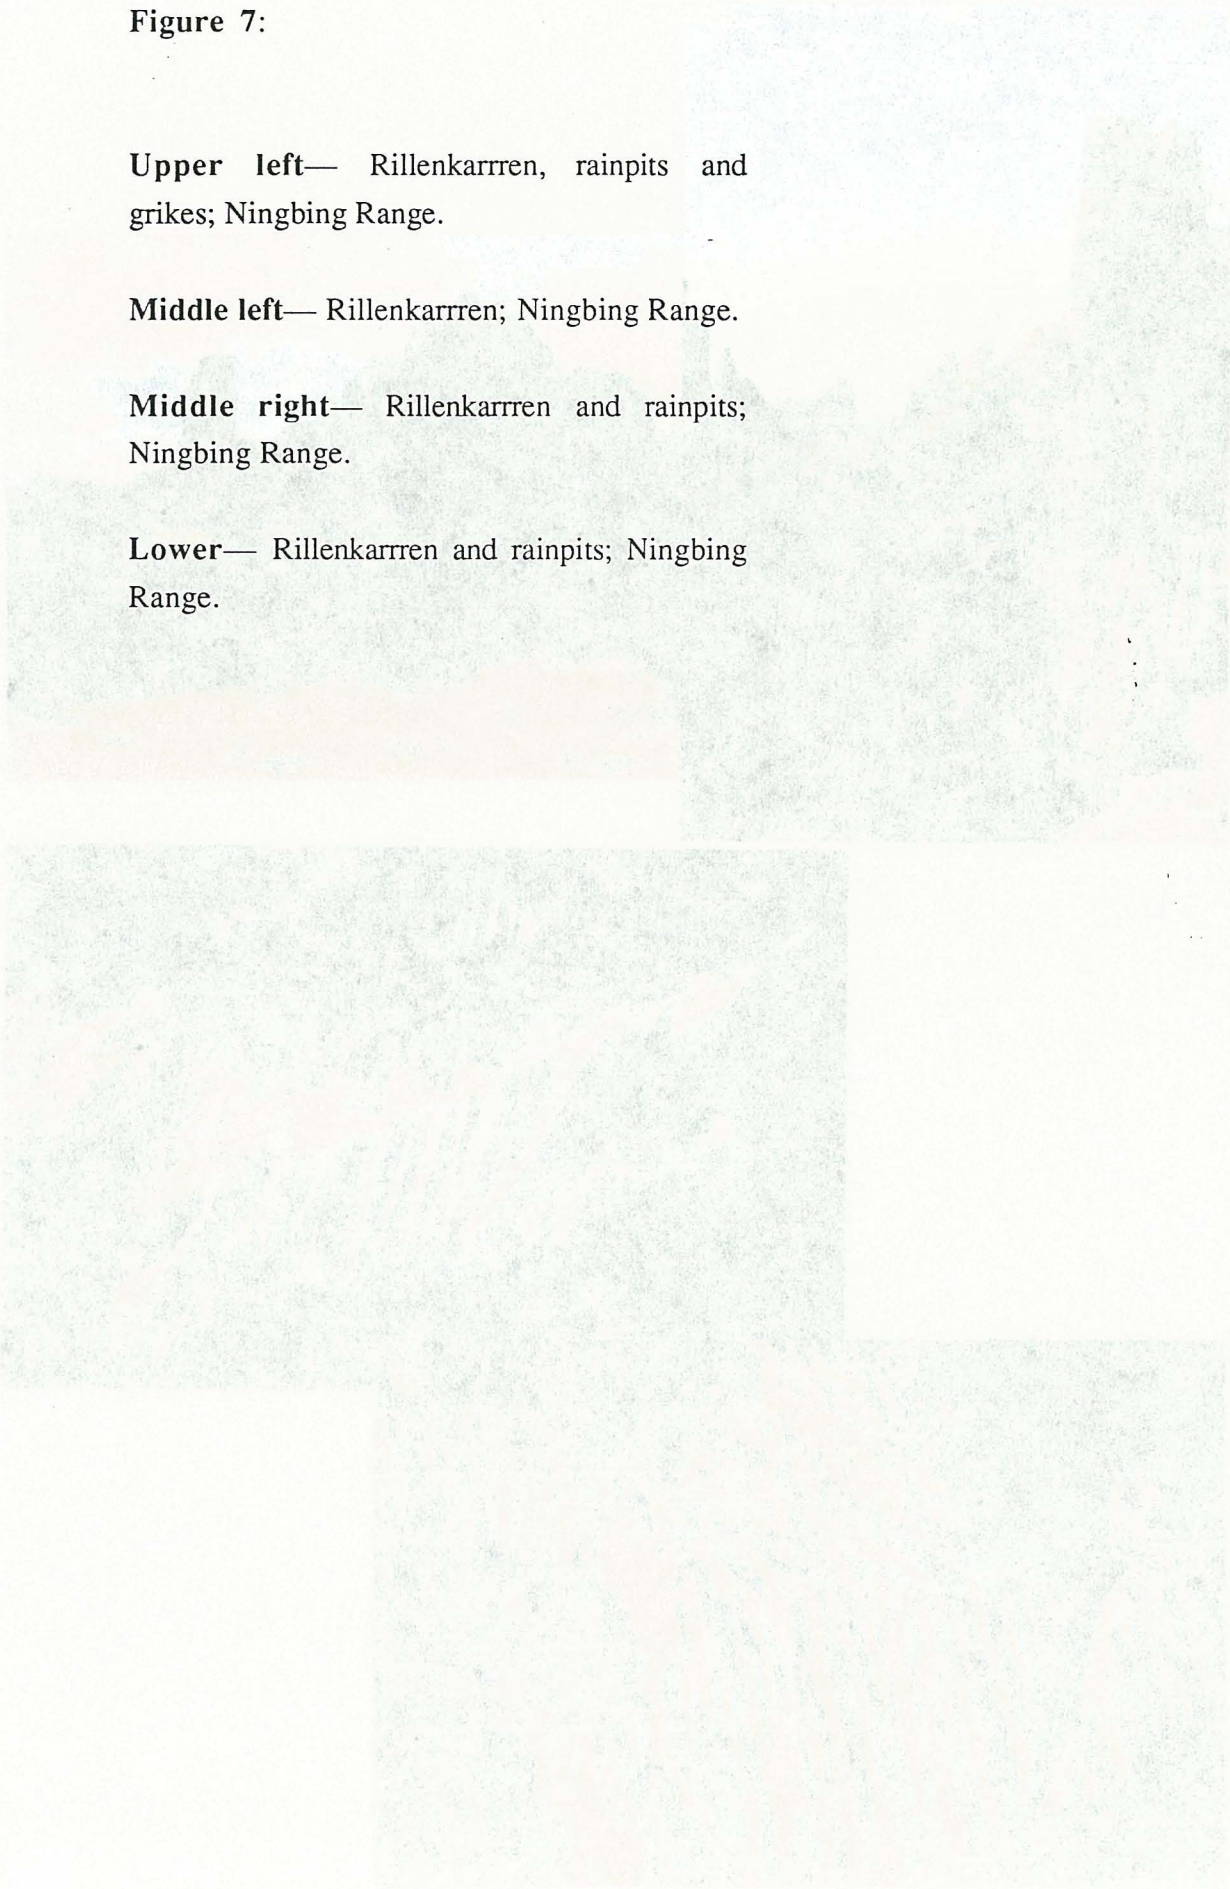 Figure 7:
Upper left— Rillenkarrren, rainpits and
grikes; Ningbing Range.
Middle left— Rillenkarrren; Ningbing Range.
Middle right— Rillenkarrren and rainpits;
Ningbing Range.
Lower— Rillenkarrren and rainpits; Ningbing
Range.